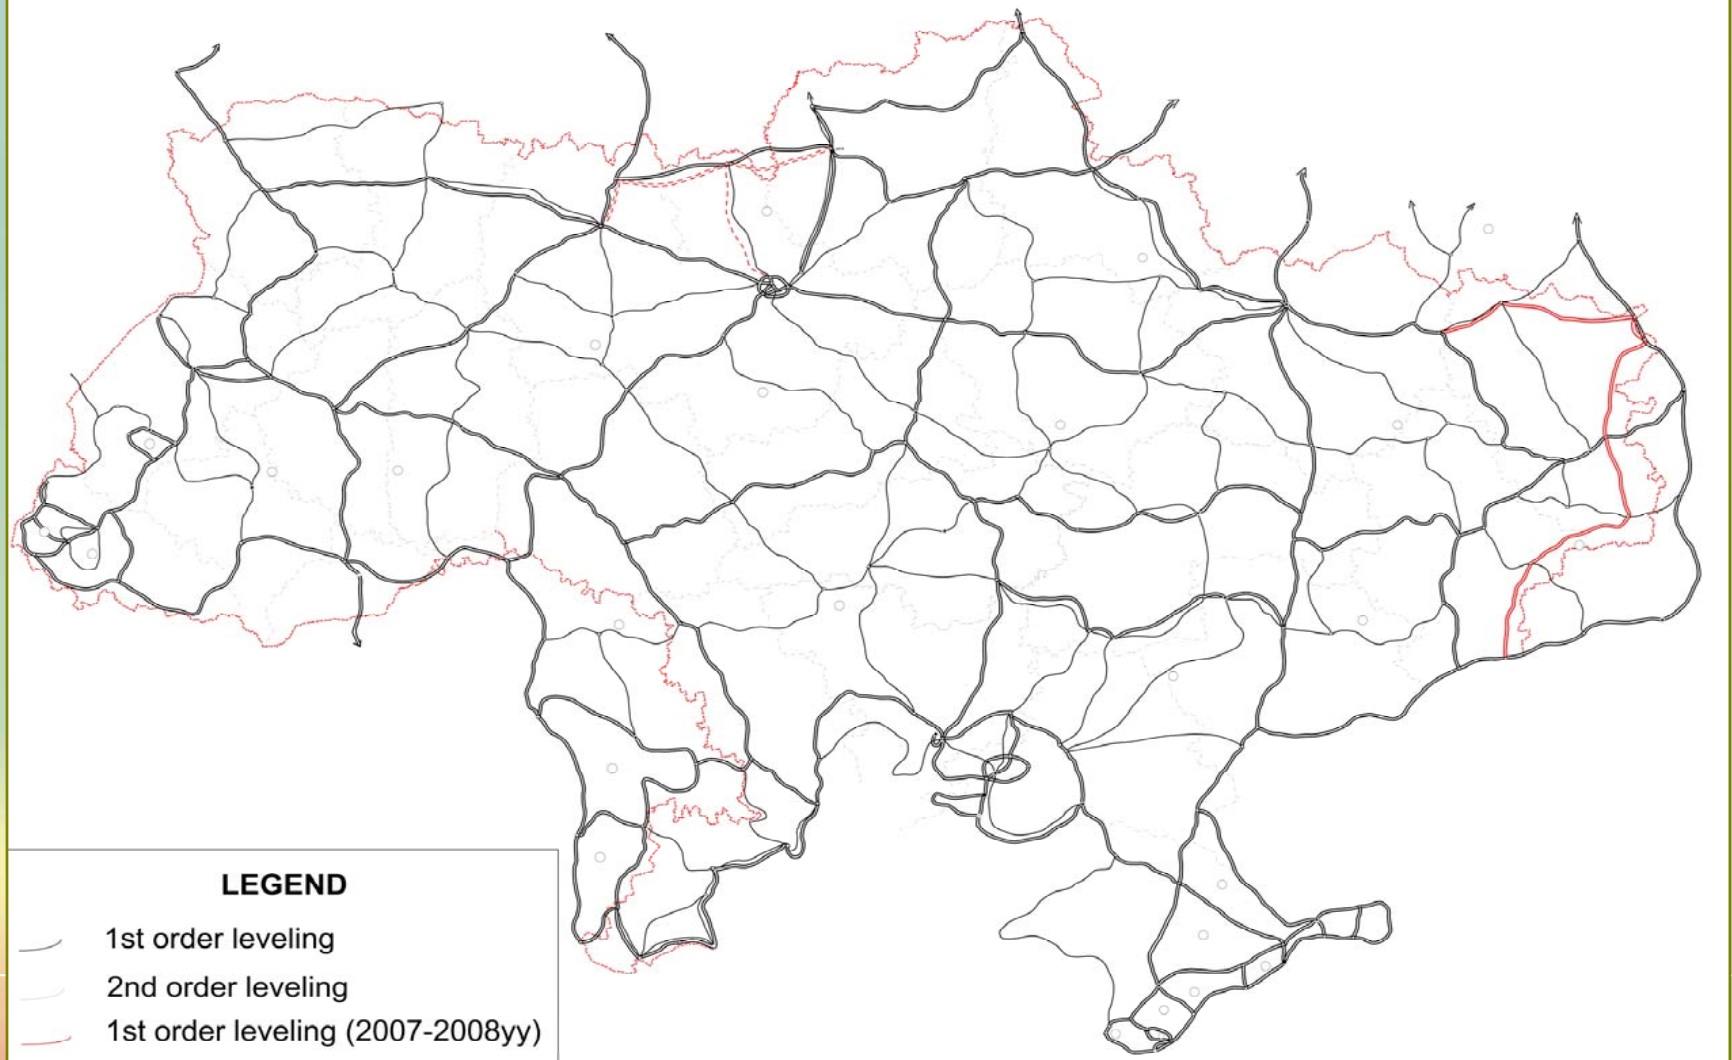 LEGEND
1st order leveling
2nd order leveling
1st order leveling (2007-2008yy)